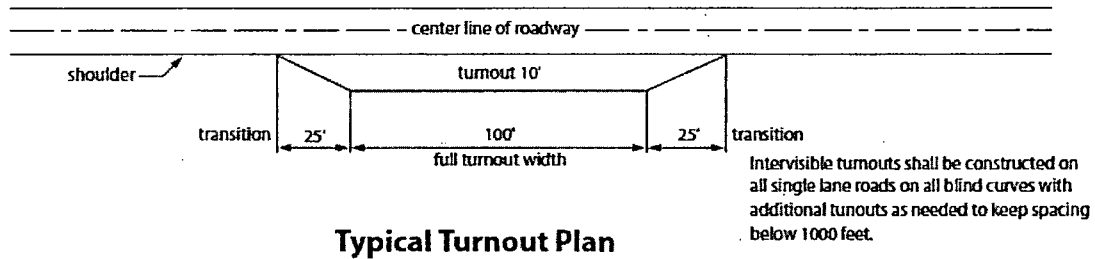 center line of roadway
shoulder
turnout 10'
transition
25'
100'
25'
transition
full turnout width
Intervisible turnouts shall be constructed on
all single lane roads on all blind curves with
additional tunouts as needed to keep spacing
below 1000 feet.
Typical Turnout Plan